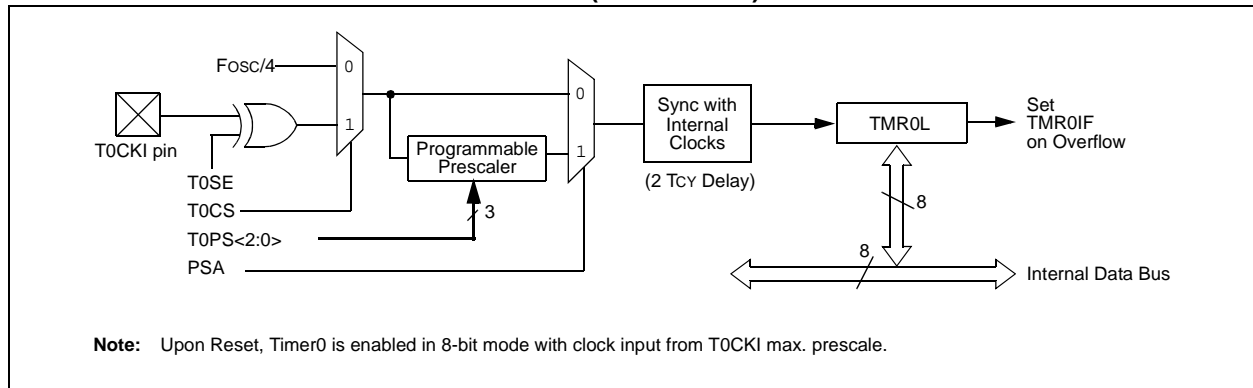 Fosc/4
0
1
T0CKI pin
T0SE
T0CS
T0PS<2:0>
PSA
Programmable
Prescaler
3
0
1
Sync with
Internal
Clocks
(2 TCY Delay)
TMR0L
Set
TMR0IF
on Overflow
8
8
Internal Data Bus
Note: Upon Reset, Timer0 is enabled in 8-bit mode with clock input from T0CKI max. prescale.